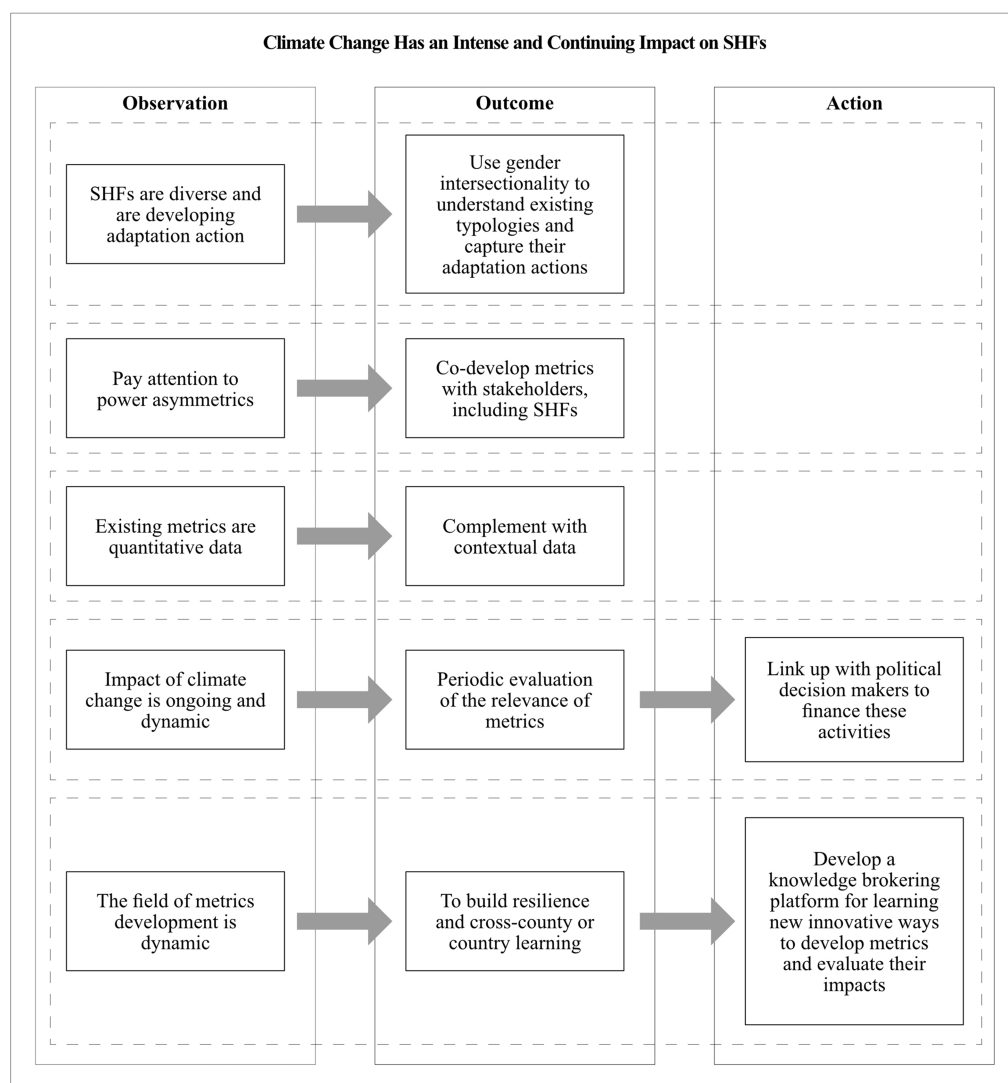 Climate Change Has an Intense and Continuing Impact on SHFs
Observation
Outcome
Action
SHFs are diverse and
are developing
adaptation action
Use gender
intersectionality to
understand existing
typologies and
capture their
adaptation actions
Pay attention to
power asymmetrics
Co-develop metrics
with stakeholders,
including SHFs
Existing metrics are
quantitative data
Complement with
contextual data
Impact of climate
change is ongoing and
dynamic
Periodic evaluation
of the relevance of
metrics
Link up with political
decision makers to
finance these
activities
The field of metrics
development is
dynamic
To build resilience
and cross-county or
country learning
Develop a
knowledge brokering
platform for learning
new innovative ways
to develop metrics
and evaluate their
impacts